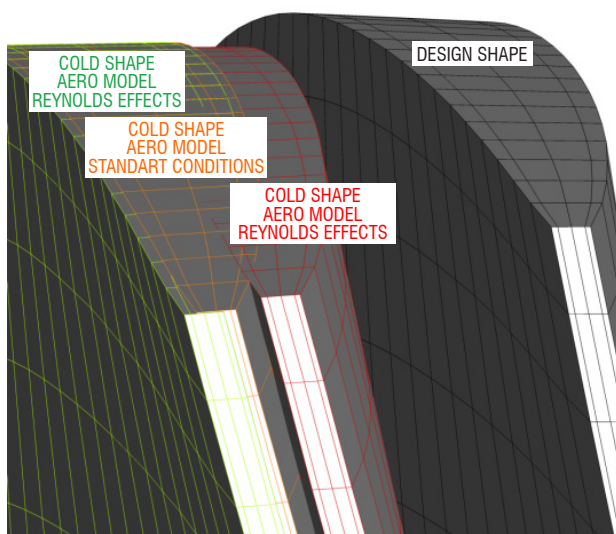 DESIGN SHAPE
COLD SHAPE
AERO MODEL
REYNOLDS EFFECTS
COLD SHAPE
AERO MODEL
STANDART CONDITIONS
COLD SHAPE
AERO MODEL
REYNOLDS EFFECTS